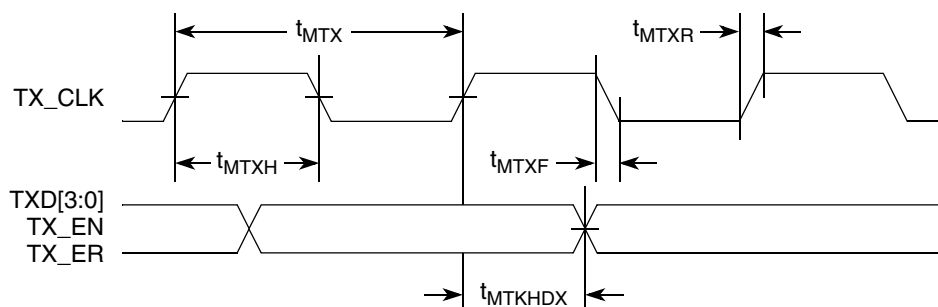 tMTX
tMTXR
TX_CLK
tMTXH
tMTXF
TXD[3:0]
TX_EN
TX_ER
tMTKHDX